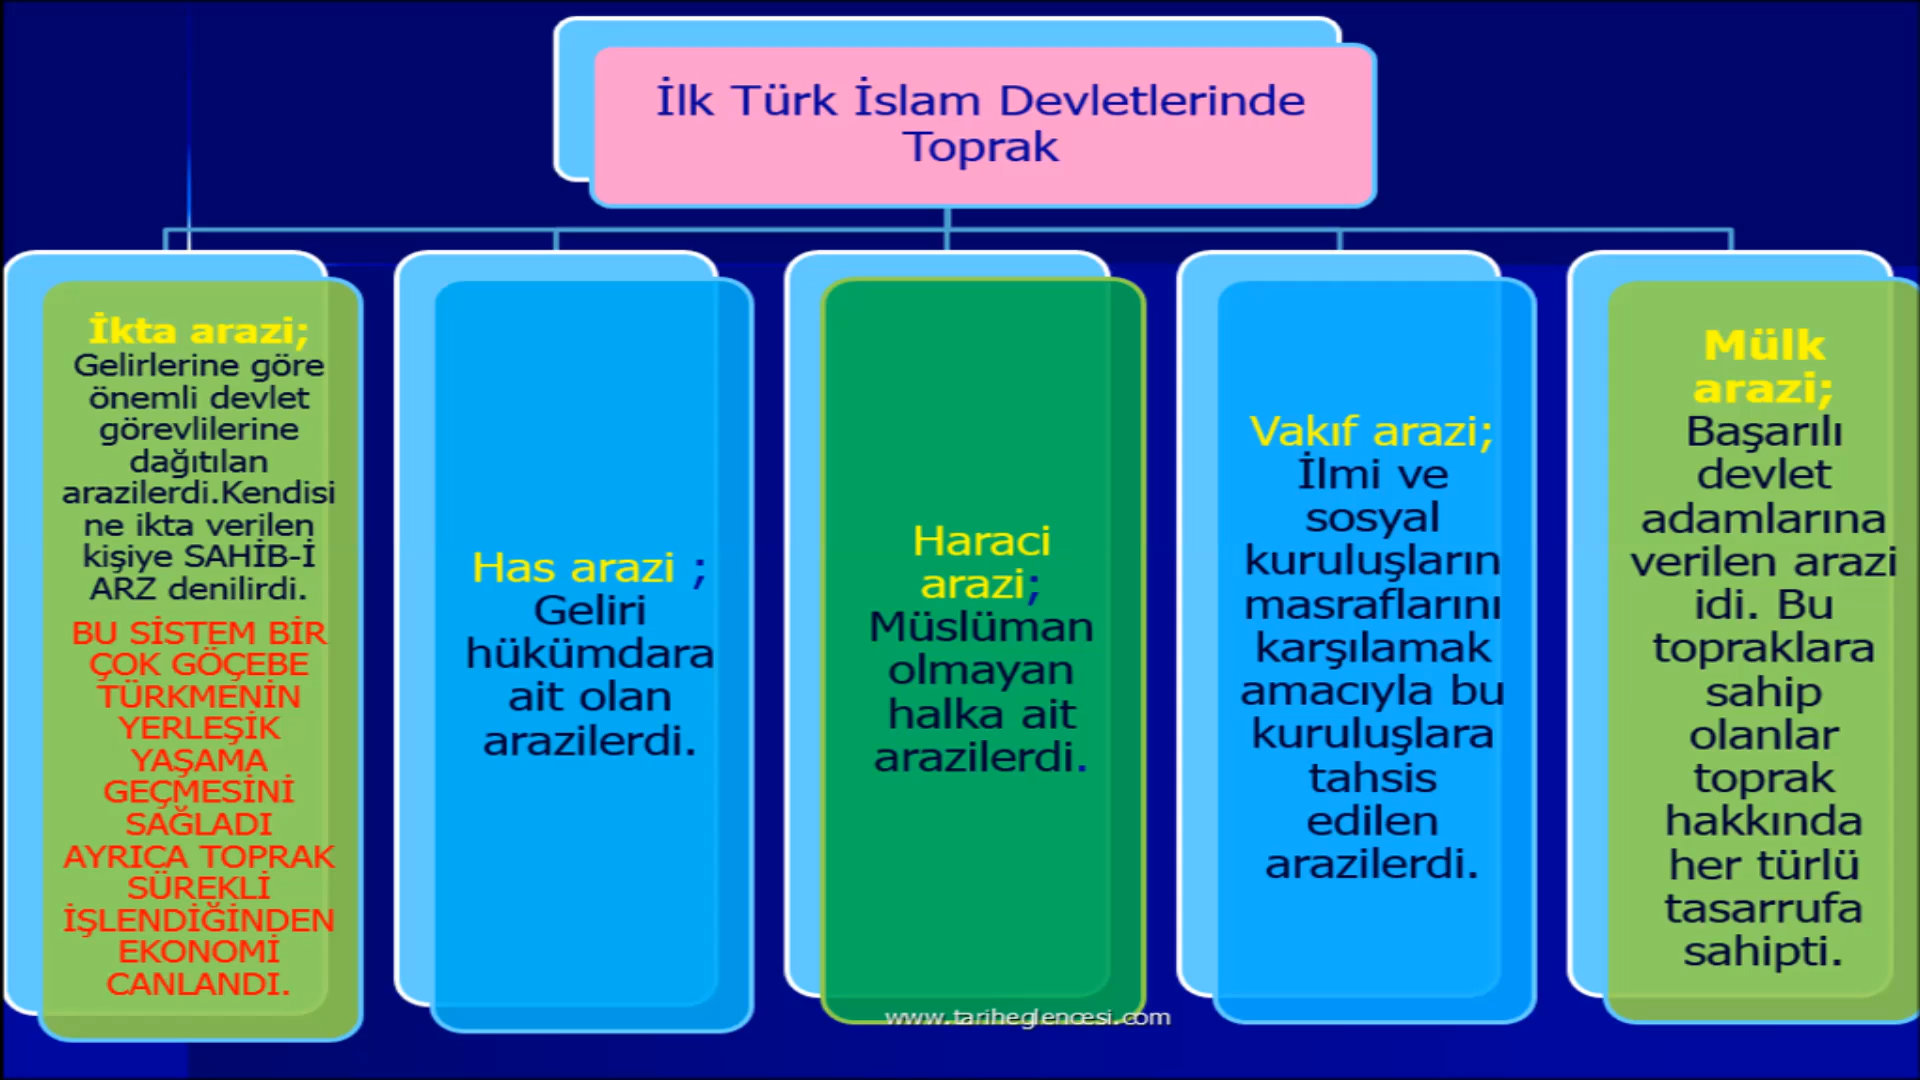 İlk Türk İslam Devletlerinde
Toprak
İkta arazi;
Gelirlerine göre
önemli devlet
görevlilerine
dağıtılan
arazilerdi.Kendisi
ne ikta verilen
kişiye SAHİB-İ
ARZ denilirdi.
BU SİSTEM BİR
ÇOK GÖÇEBE
TÜRKMENİN
YERLEŞİK
YAŞAMA
GEÇMESİNİ
SAĞLADI
AYRICA TOPRAK
SÜREKLİ
İŞLENDİĞİNDEN
EKONOMİ
CANLANDI.
Has arazi ;
Geliri
hükümdara
ait olan
arazilerdi.
Haraci
arazi;
Müslüman
olmayan
halka ait
arazilerdi.
Vakıf arazi;
İlmi ve
sosyal
kuruluşların
masraflarını
karşılamak
amacıyla bu
kuruluşlara
tahsis
edilen
arazilerdi.
Mülk
arazi;
Başarılı
devlet
adamlarına
verilen arazi
idi. Bu
topraklara
sahip
olanlar
toprak
hakkında
her türlü
tasarrufa
sahipti.
www.tariheglencesi.com